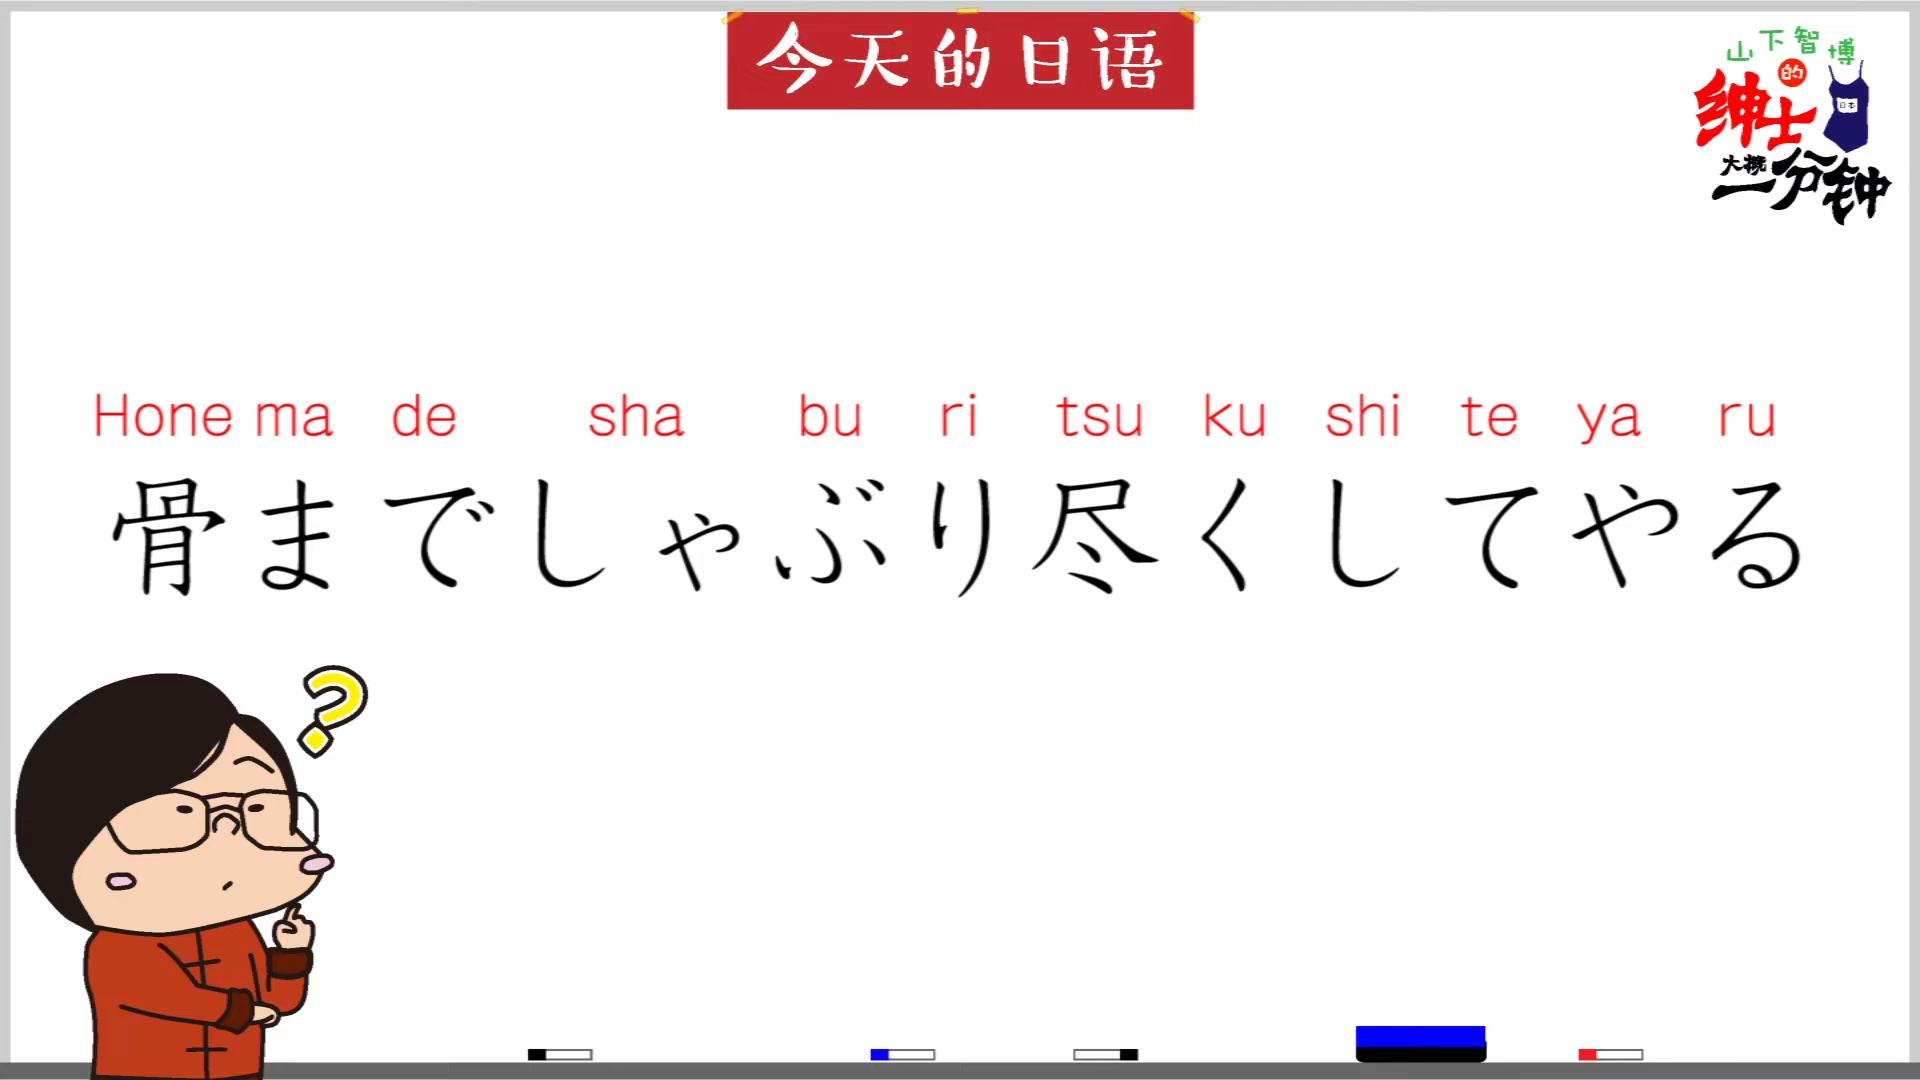 今天的日语
山下智博
的
绅士
日本
大概
一分钟
Hone ma de sha bu ri tsu ku shi te ya ru
骨までしゃぶり尽くしてやる
?